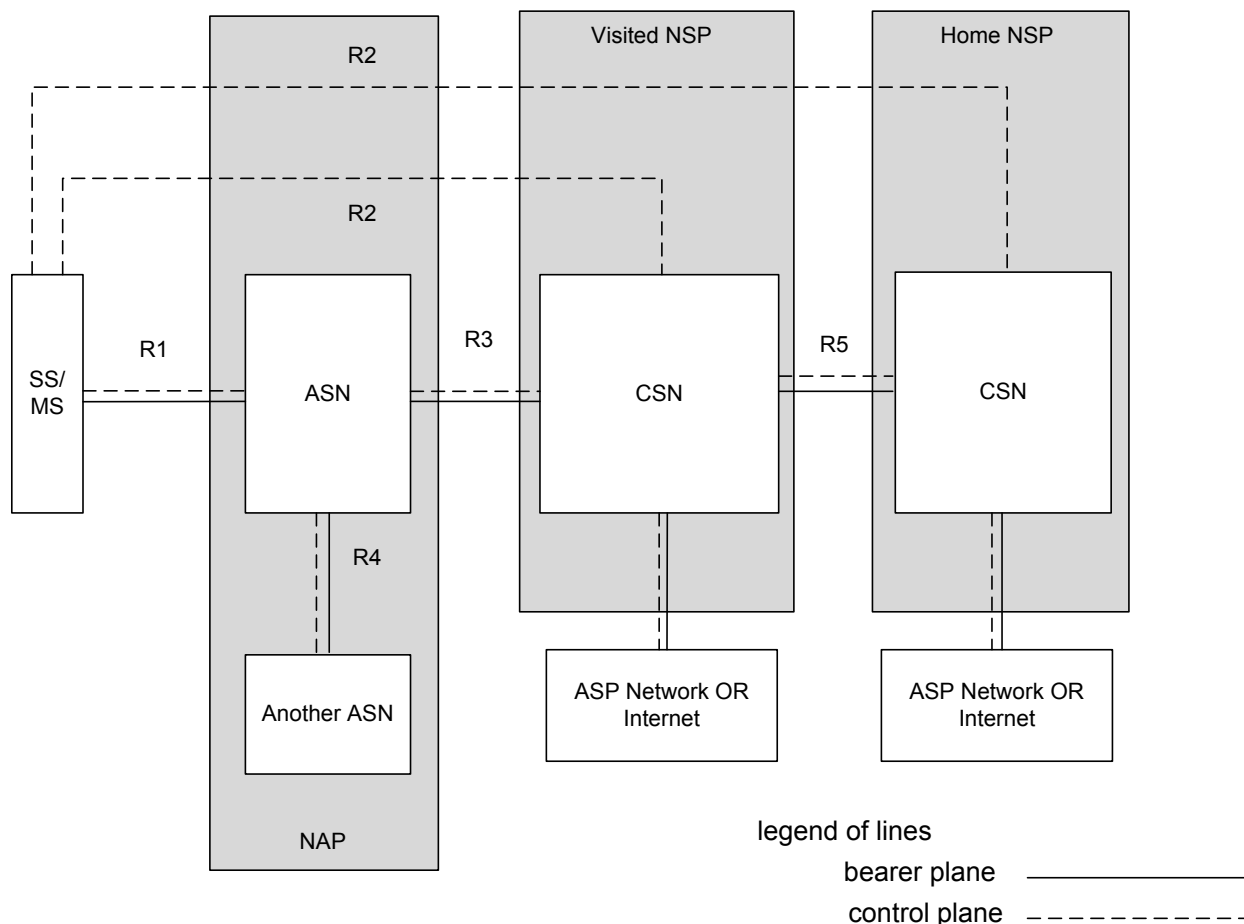 Visited NSP
Home NSP
R2
R2
R1
R3
R5
SS/
MS
ASN
CSN
CSN
R4
Another ASN
ASP Network OR
Internet
ASP Network OR
Internet
NAP
legend of lines
bearer plane
control plane